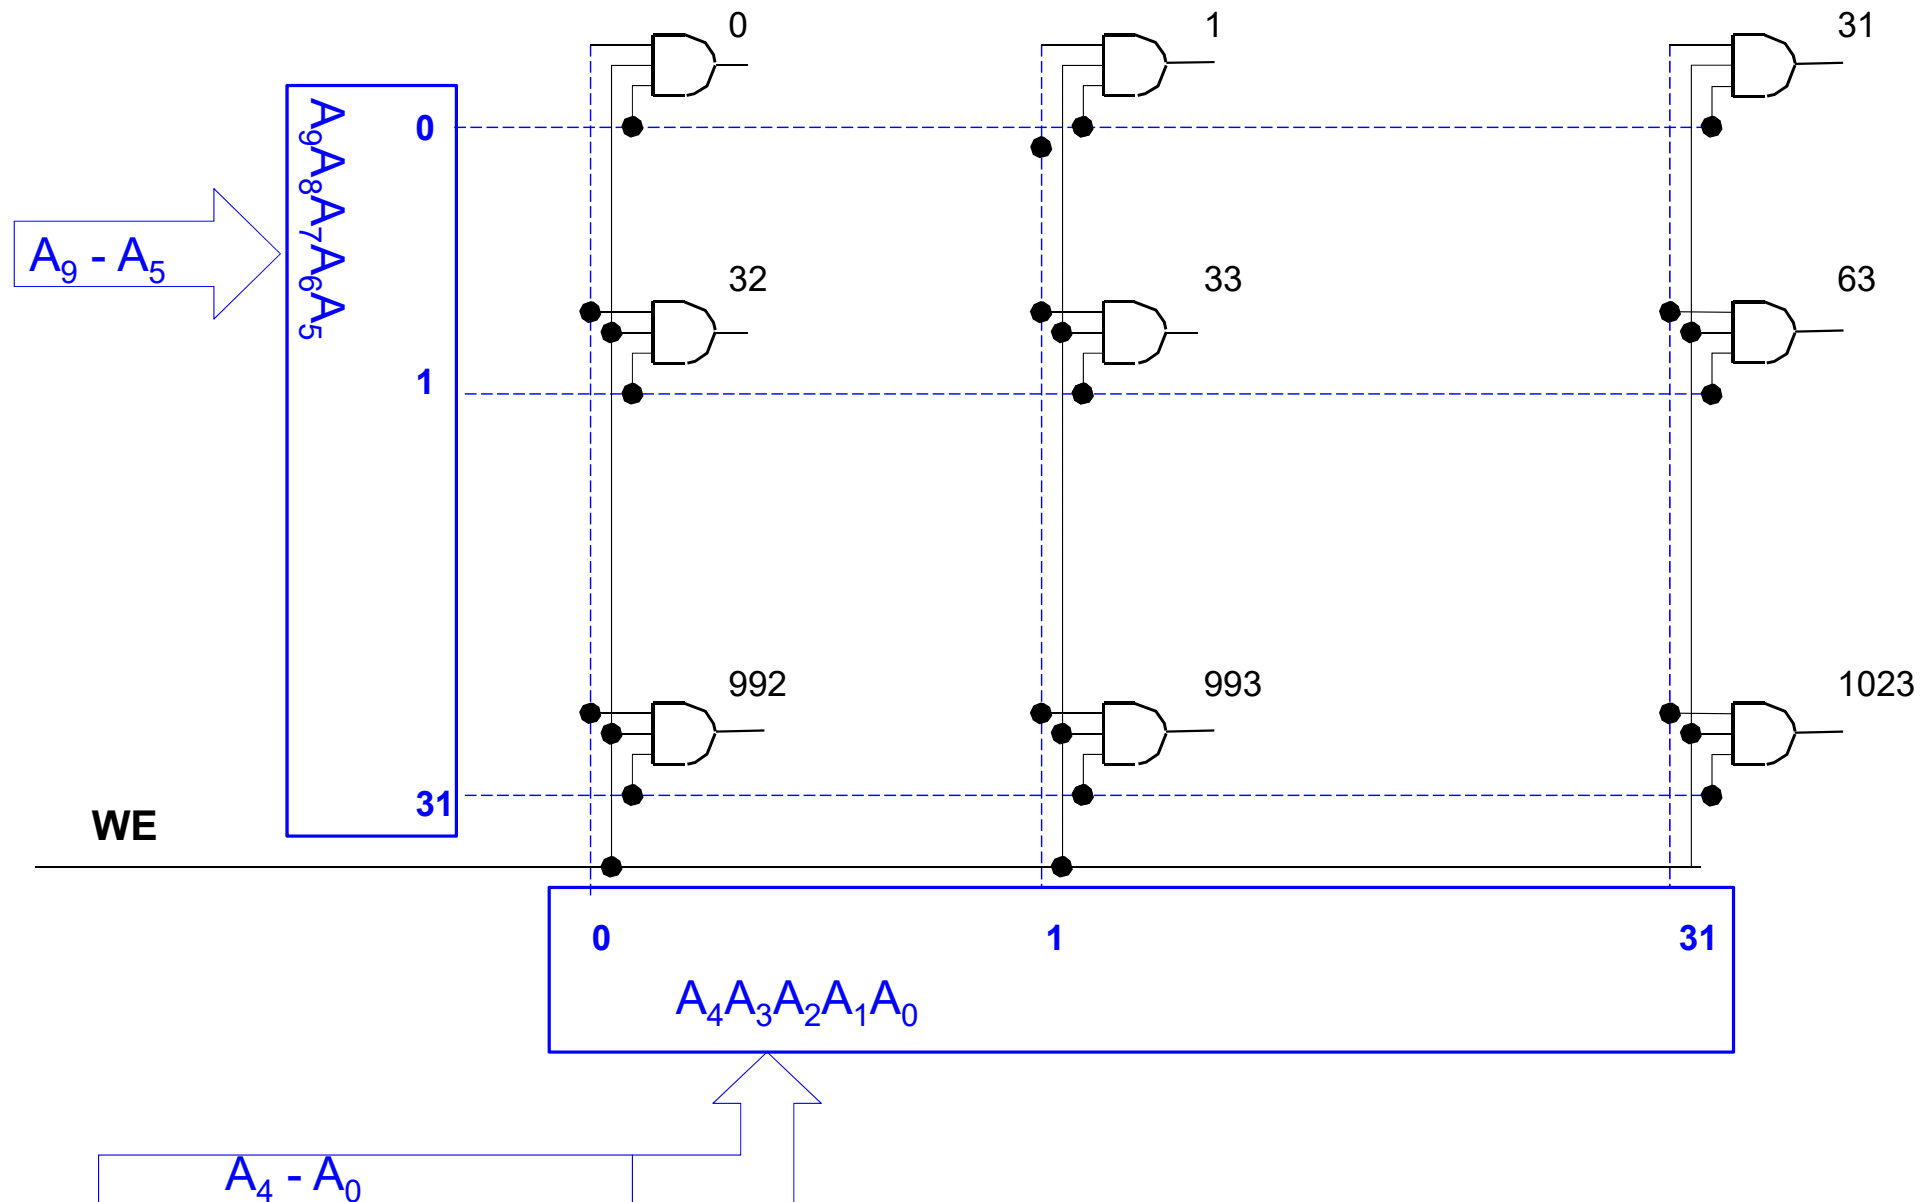 0 1 31
0
A₉A₈A₇A₆A₅
A₉ - A₅
32 33 63
1
992 993 1023
31
WE
0 1 31
A₄A₃A₂A₁A₀
A₄ - A₀